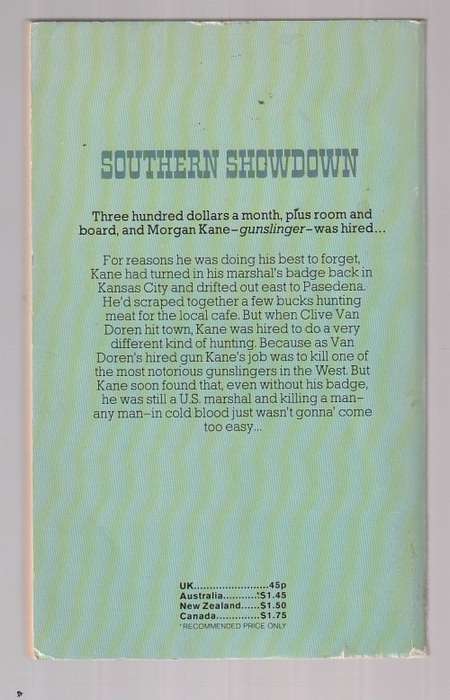 SOUTHERN SHOWDOWN
Three hundred dollars a month, plus room and
board, and Morgan Kane–gunslinger–was hired...
For reasons he was doing his best to forget,
Kane had turned in his marshal's badge back in
Kansas City and drifted out east to Pasedena.
He'd scraped together a few bucks hunting
meat for the local cafe. But when Clive Van
Doren hit town, Kane was hired to do a very
different kind of hunting. Because as Van
Doren's hired gun Kane's job was to kill one of
the most notorious gunslingers in the West. But
Kane soon found that, even without his badge,
he was still a U.S. marshal and killing a man–
any man–in cold blood just wasn't gonna' come
too easy...
UK.........................45p
Australia...........*$1.45
New Zealand......$1.50
Canada..............$1.75
*RECOMMENDED PRICE ONLY